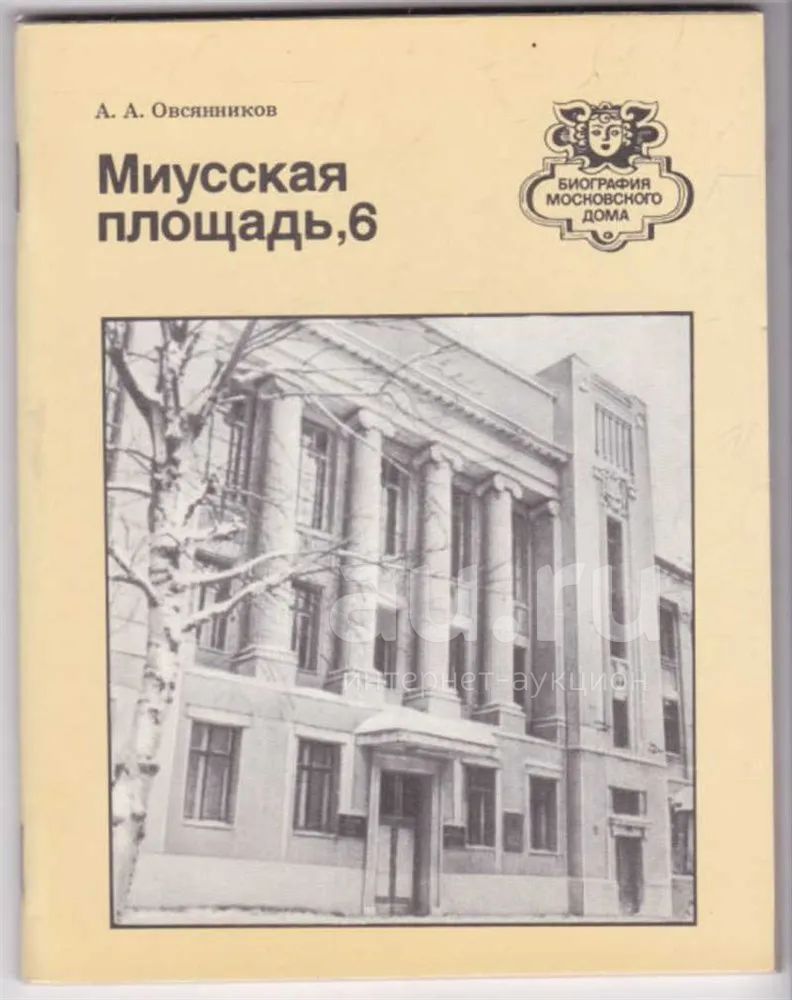 А. А. Овсянников
Миусская
площадь,6
БИОГРАФИЯ
МОСКОВСКОГО
ДОМА
au.ru
интернет-аукцион